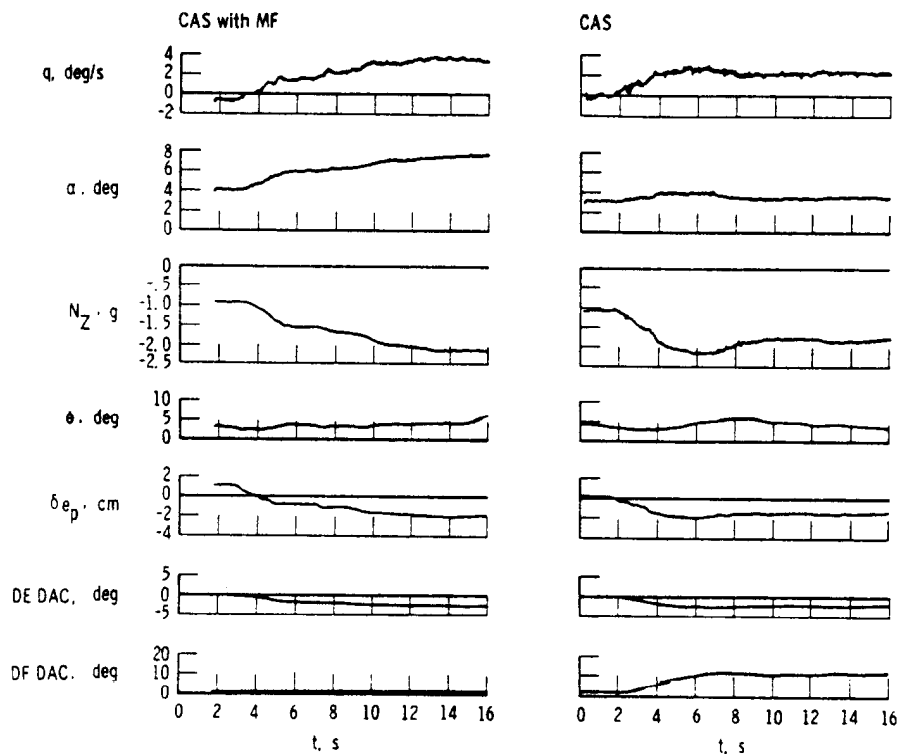 CAS with MF
CAS
q, deg/s
4
2
0
-2
α. deg
8
6
4
2
0
N_Z. g
0
-.5
-1.0
-1.5
-2.0
-2.5
θ. deg
10
5
0
δe_p, cm
2
0
-2
-4
DE DAC, deg
5
0
-5
DF DAC. deg
20
10
0
0 2 4 6 8 10 12 14 16
0 2 4 6 8 10 12 14 16
t, s
t, s